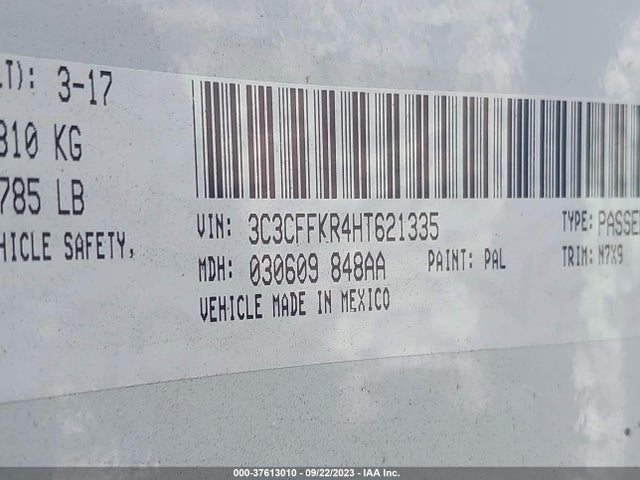 LT): 3-17
810 KG
785 LB
HICLE SAFETY,
VIN: 3C3CFFKR4HT621335 TYPE: PASSE
MDH: 030609 848AA PAINT: PAL TRIM: N7X9
VEHICLE MADE IN MEXICO
000-37613010 - 09/22/2023 - IAA Inc.